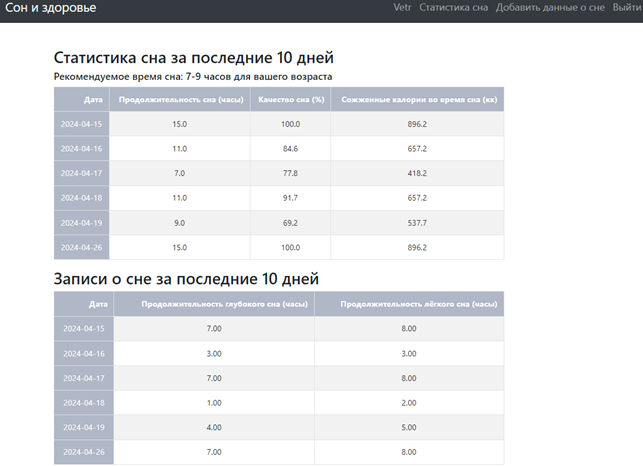 Сон и здоровье Vetr Статистика сна Добавить данные о сне Выйти
Статистика сна за последние 10 дней
Рекомендуемое время сна: 7-9 часов для вашего возраста
Дата Продолжительность сна (часы) Качество сна (%) Сожженные калории во время сна (кк)
2024-04-15 15.0 100.0 896.2
2024-04-16 11.0 84.6 657.2
2024-04-17 7.0 77.8 418.2
2024-04-18 11.0 91.7 657.2
2024-04-19 9.0 69.2 537.7
2024-04-26 15.0 100.0 896.2
Записи о сне за последние 10 дней
Дата Продолжительность глубокого сна (часы) Продолжительность лёгкого сна (часы)
2024-04-15 7.00 8.00
2024-04-16 3.00 3.00
2024-04-17 7.00 8.00
2024-04-18 1.00 2.00
2024-04-19 4.00 5.00
2024-04-26 7.00 8.00